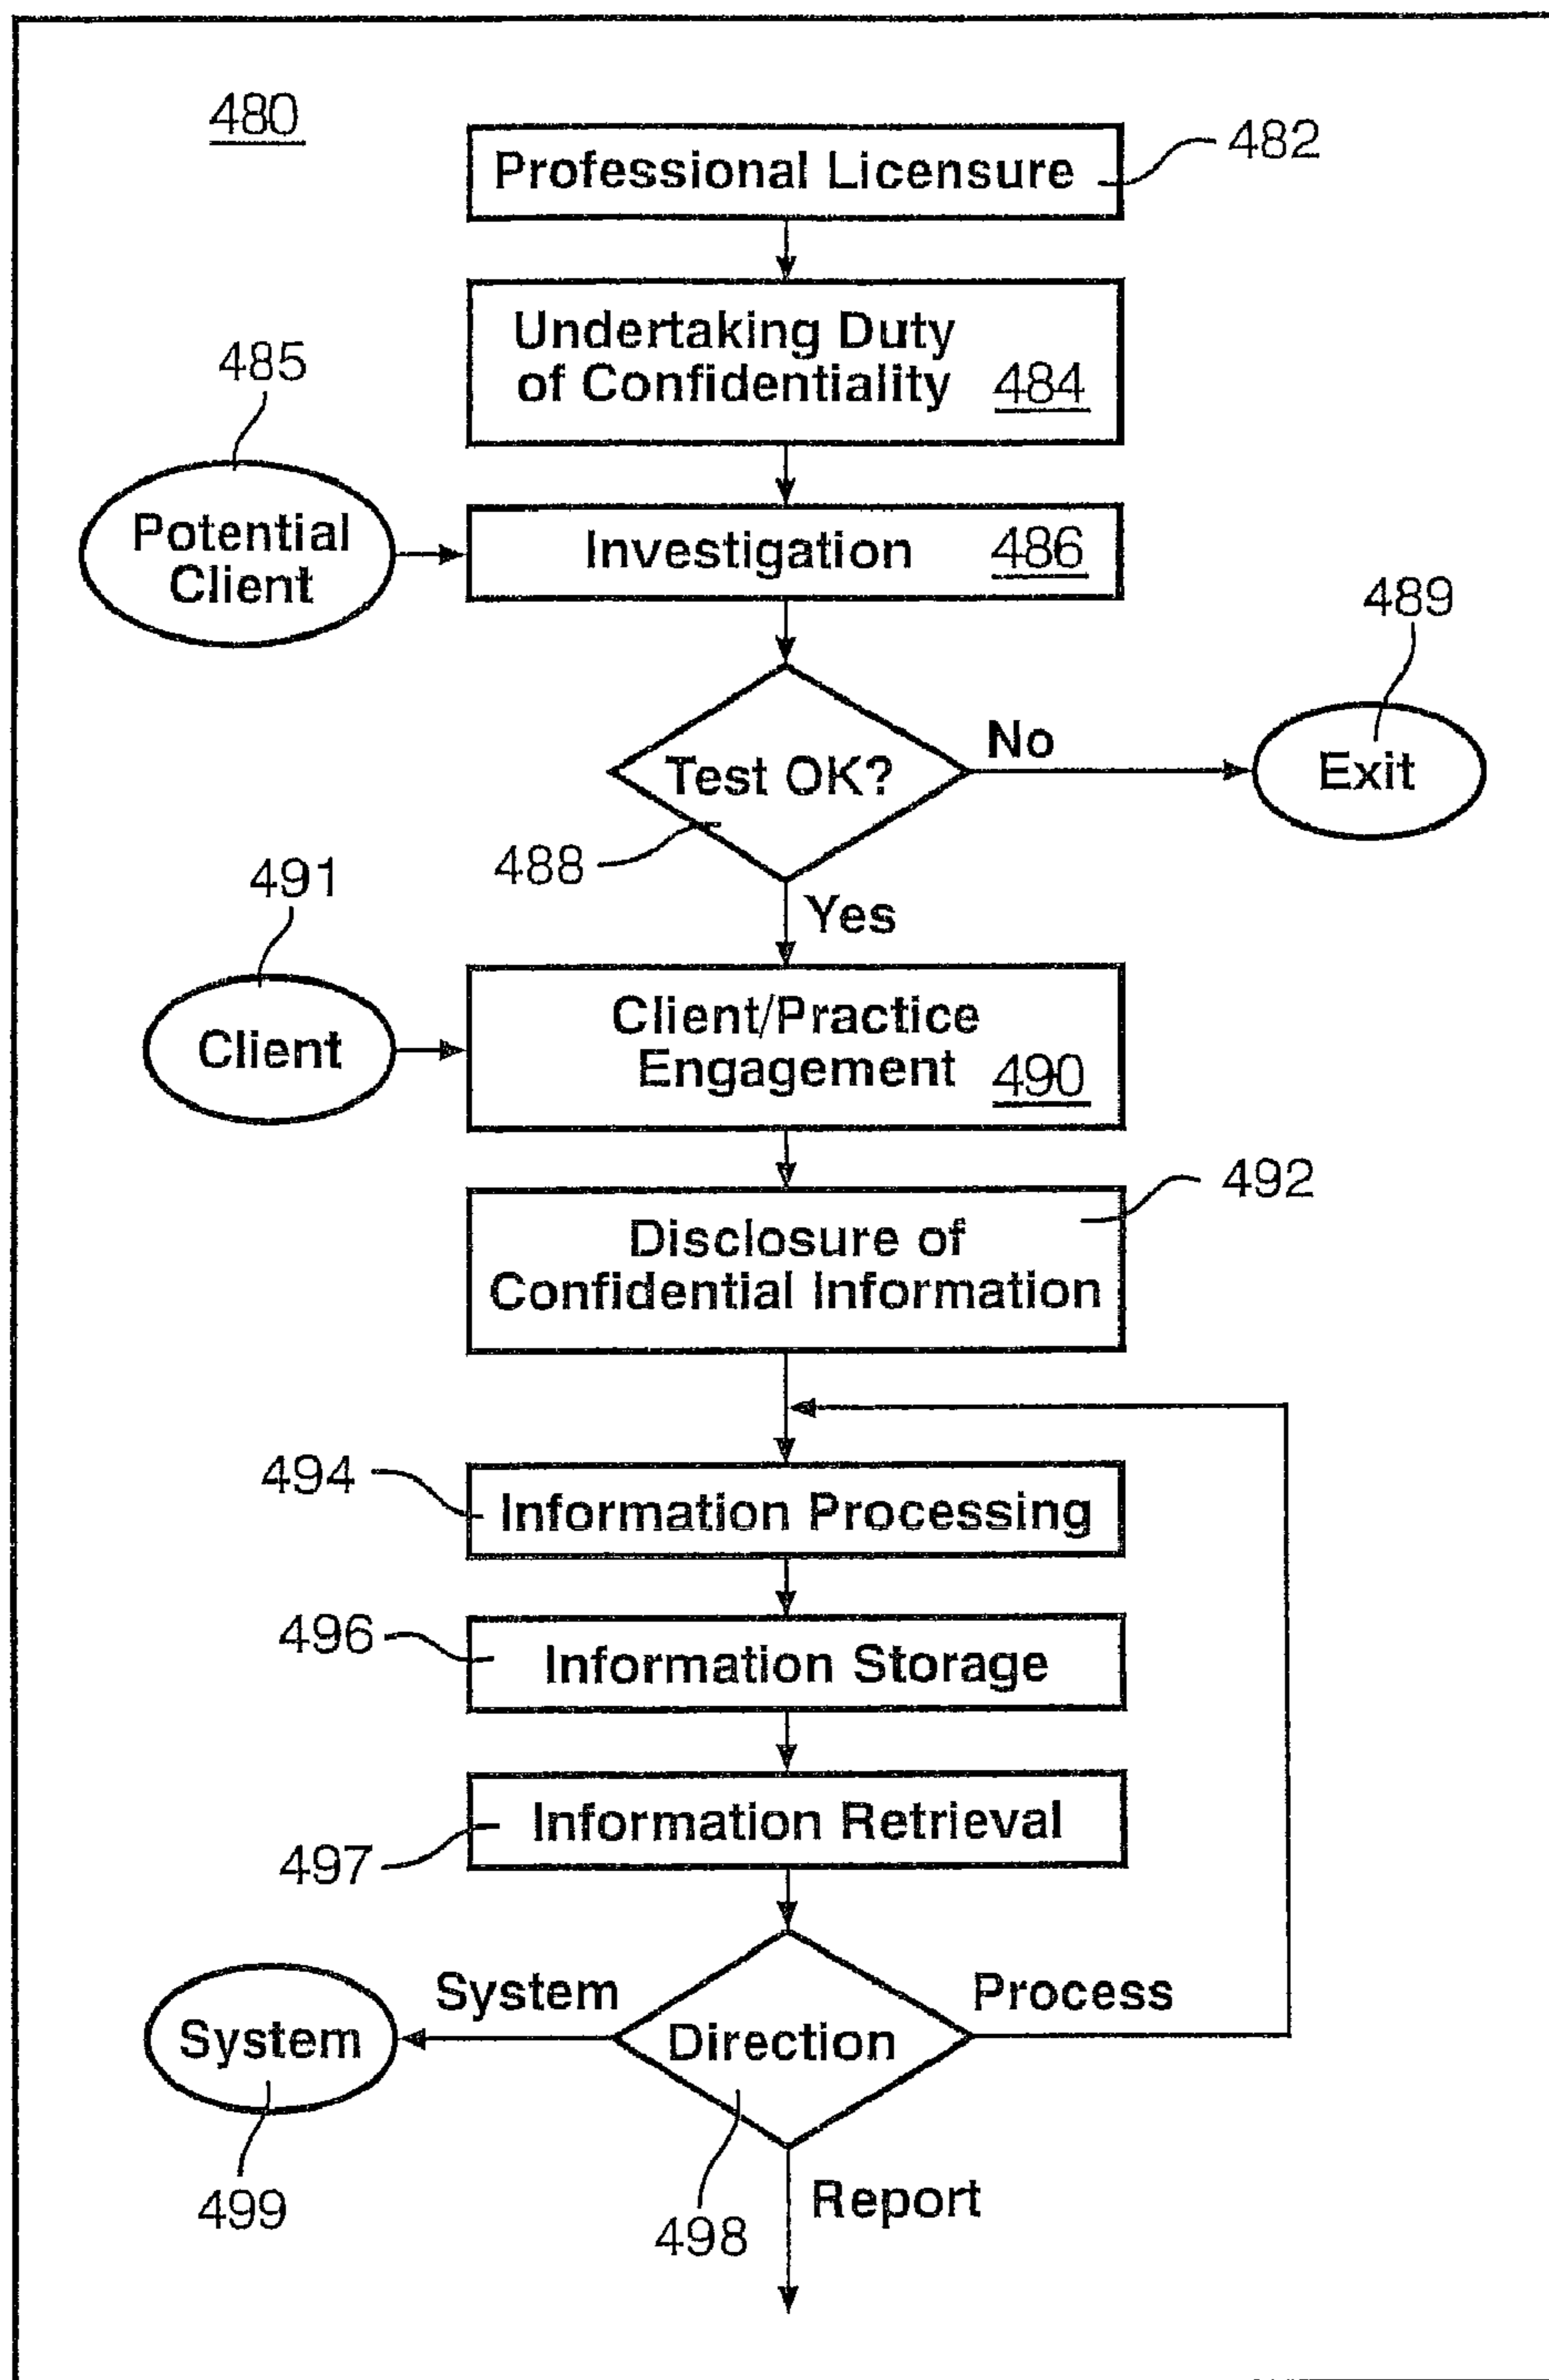 480
Professional Licensure
482
Undertaking Duty
of Confidentiality 484
485
Potential
Client
Investigation 486
489
Test OK?
No
Exit
488
Yes
491
Client
Client/Practice
Engagement 490
492
Disclosure of
Confidential Information
494
Information Processing
496
Information Storage
Information Retrieval
497
System
Process
System
Direction
499
498
Report